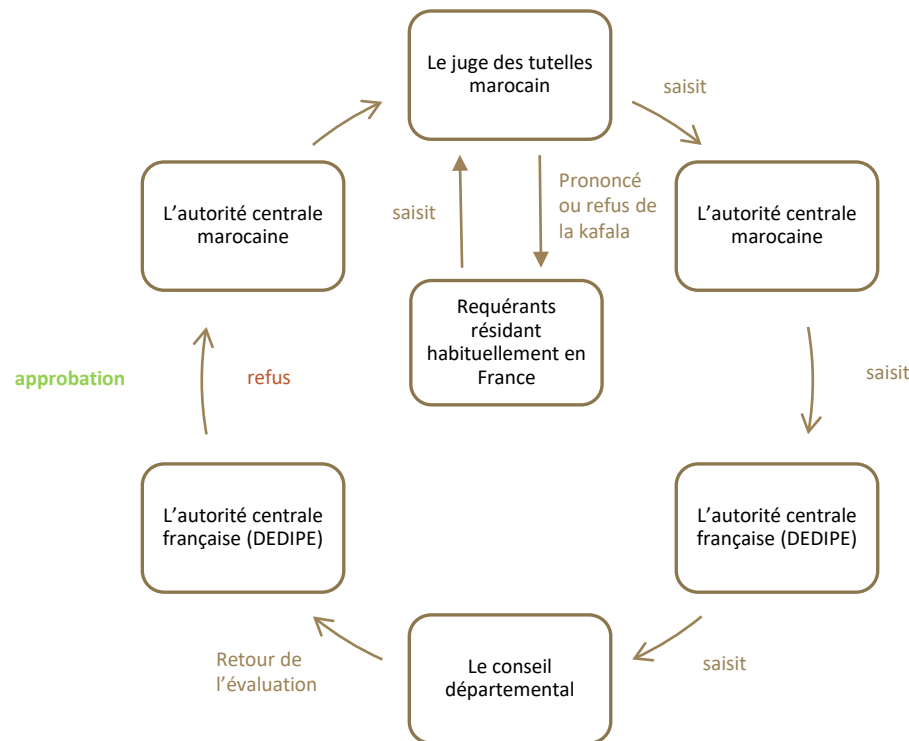 Le juge des tutelles
marocain
saisit
L’autorité centrale
marocaine
saisit
Prononcé
ou refus de
la kafala
L’autorité centrale
marocaine
Requérants
résidant
habituellement en
France
approbation
refus
saisit
L’autorité centrale
française (DEDIPE)
L’autorité centrale
française (DEDIPE)
Retour de
l’évaluation
Le conseil
départemental
saisit